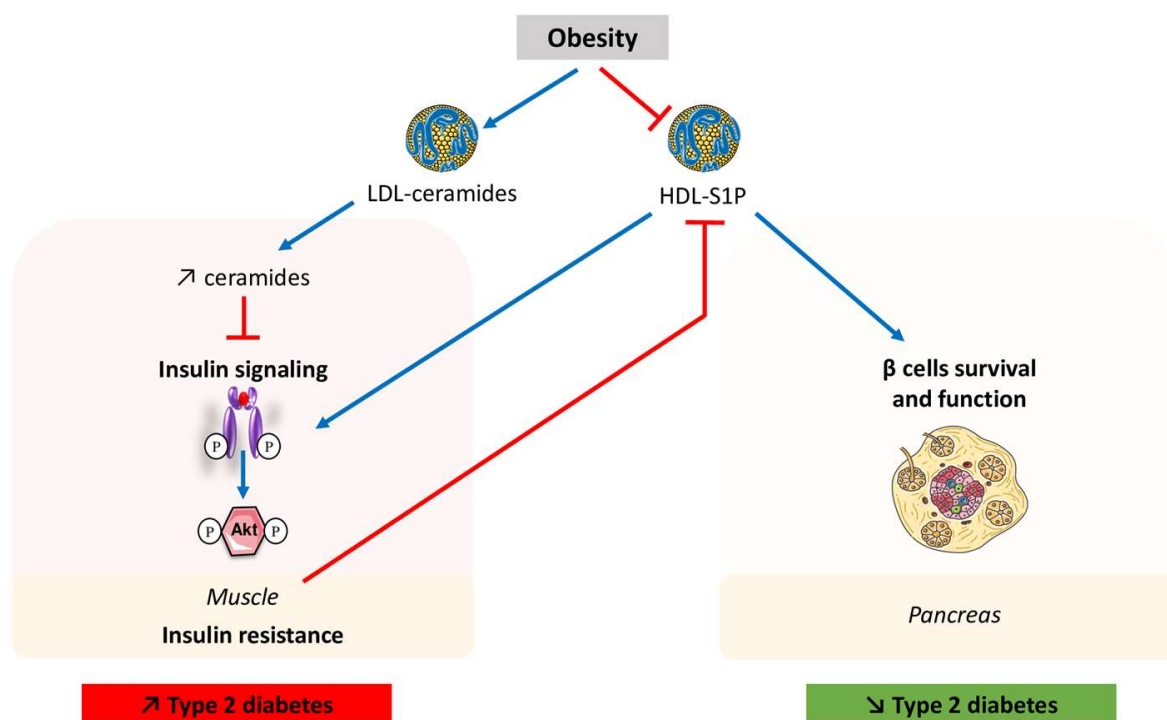 Obesity
LDL-ceramides
HDL-S1P
↗ ceramides
Insulin signaling
P
P
P
Akt
P
Muscle
Insulin resistance
↗ Type 2 diabetes
β cells survival
and function
Pancreas
↘ Type 2 diabetes